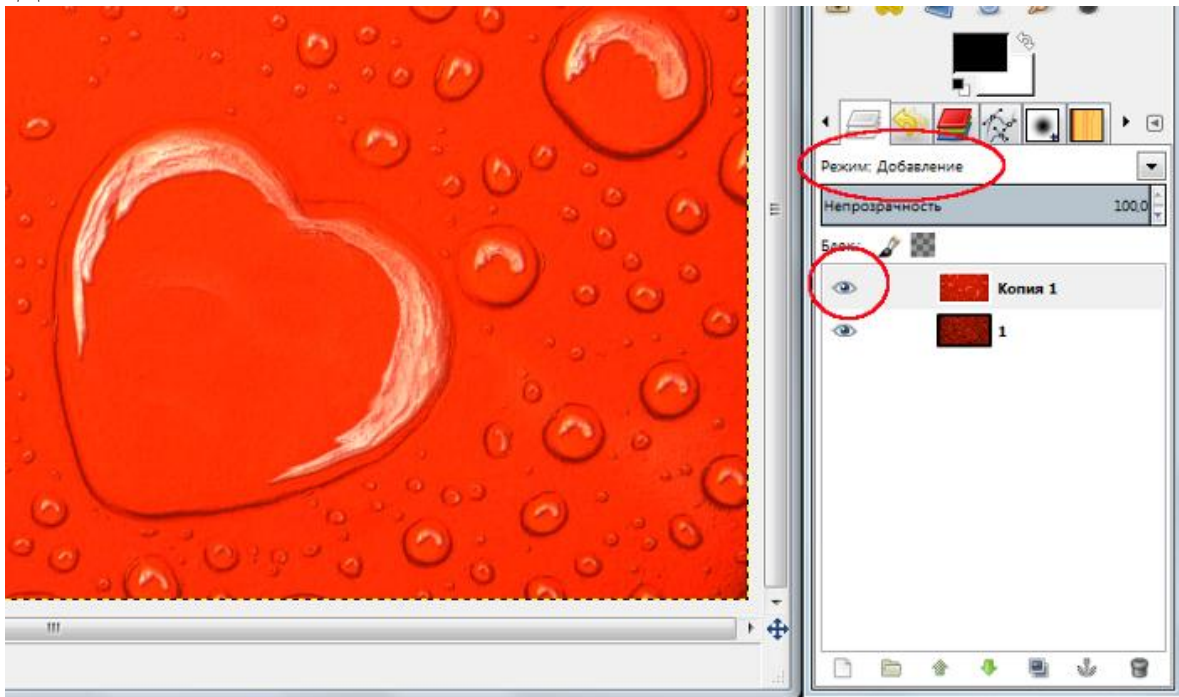 Режим: Добавление
Непрозрачность 100,0
Блок:
Копия 1
1